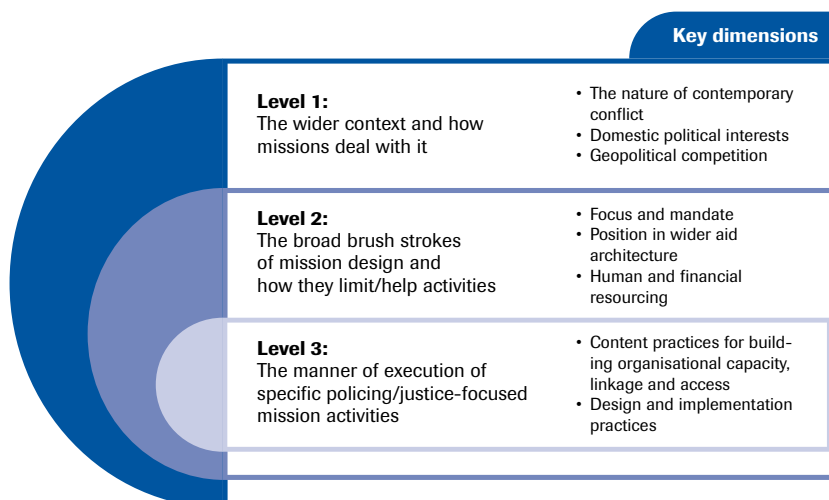 Key dimensions
Level 1:
The wider context and how
missions deal with it
• The nature of contemporary
conflict
• Domestic political interests
• Geopolitical competition
Level 2:
The broad brush strokes
of mission design and
how they limit/help activities
• Focus and mandate
• Position in wider aid
architecture
• Human and financial
resourcing
Level 3:
The manner of execution of
specific policing/justice-focused
mission activities
• Content practices for build-
ing organisational capacity,
linkage and access
• Design and implementation
practices